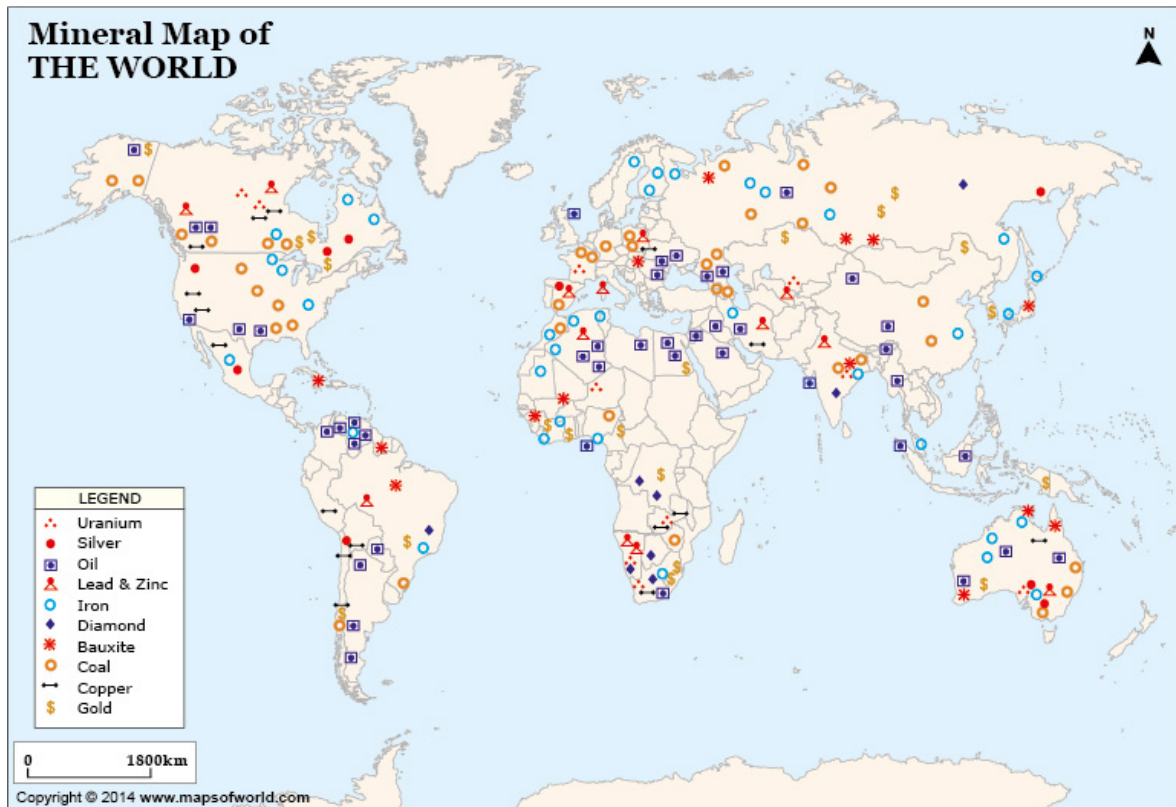 Mineral Map of
THE WORLD
N
LEGEND
Uranium
Silver
Oil
Lead & Zinc
Iron
Diamond
Bauxite
Coal
Copper
$ Gold
0 1800km
Copyright © 2014 www.mapsofworld.com